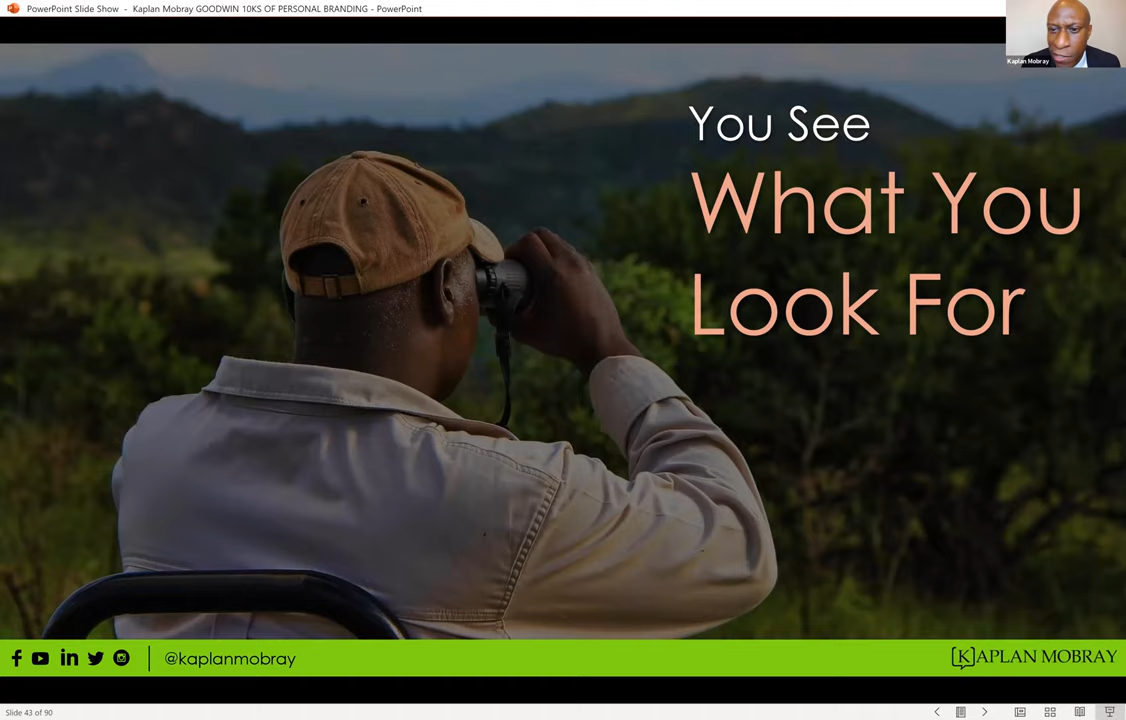 PowerPoint Slide Show - Kaplan Mobray GOODWIN 10KS OF PERSONAL BRANDING - PowerPoint
Kaplan Mobray
You See
What You
Look For
@kaplanmobray
[K]APLAN MOBRAY
Slide 43 of 90